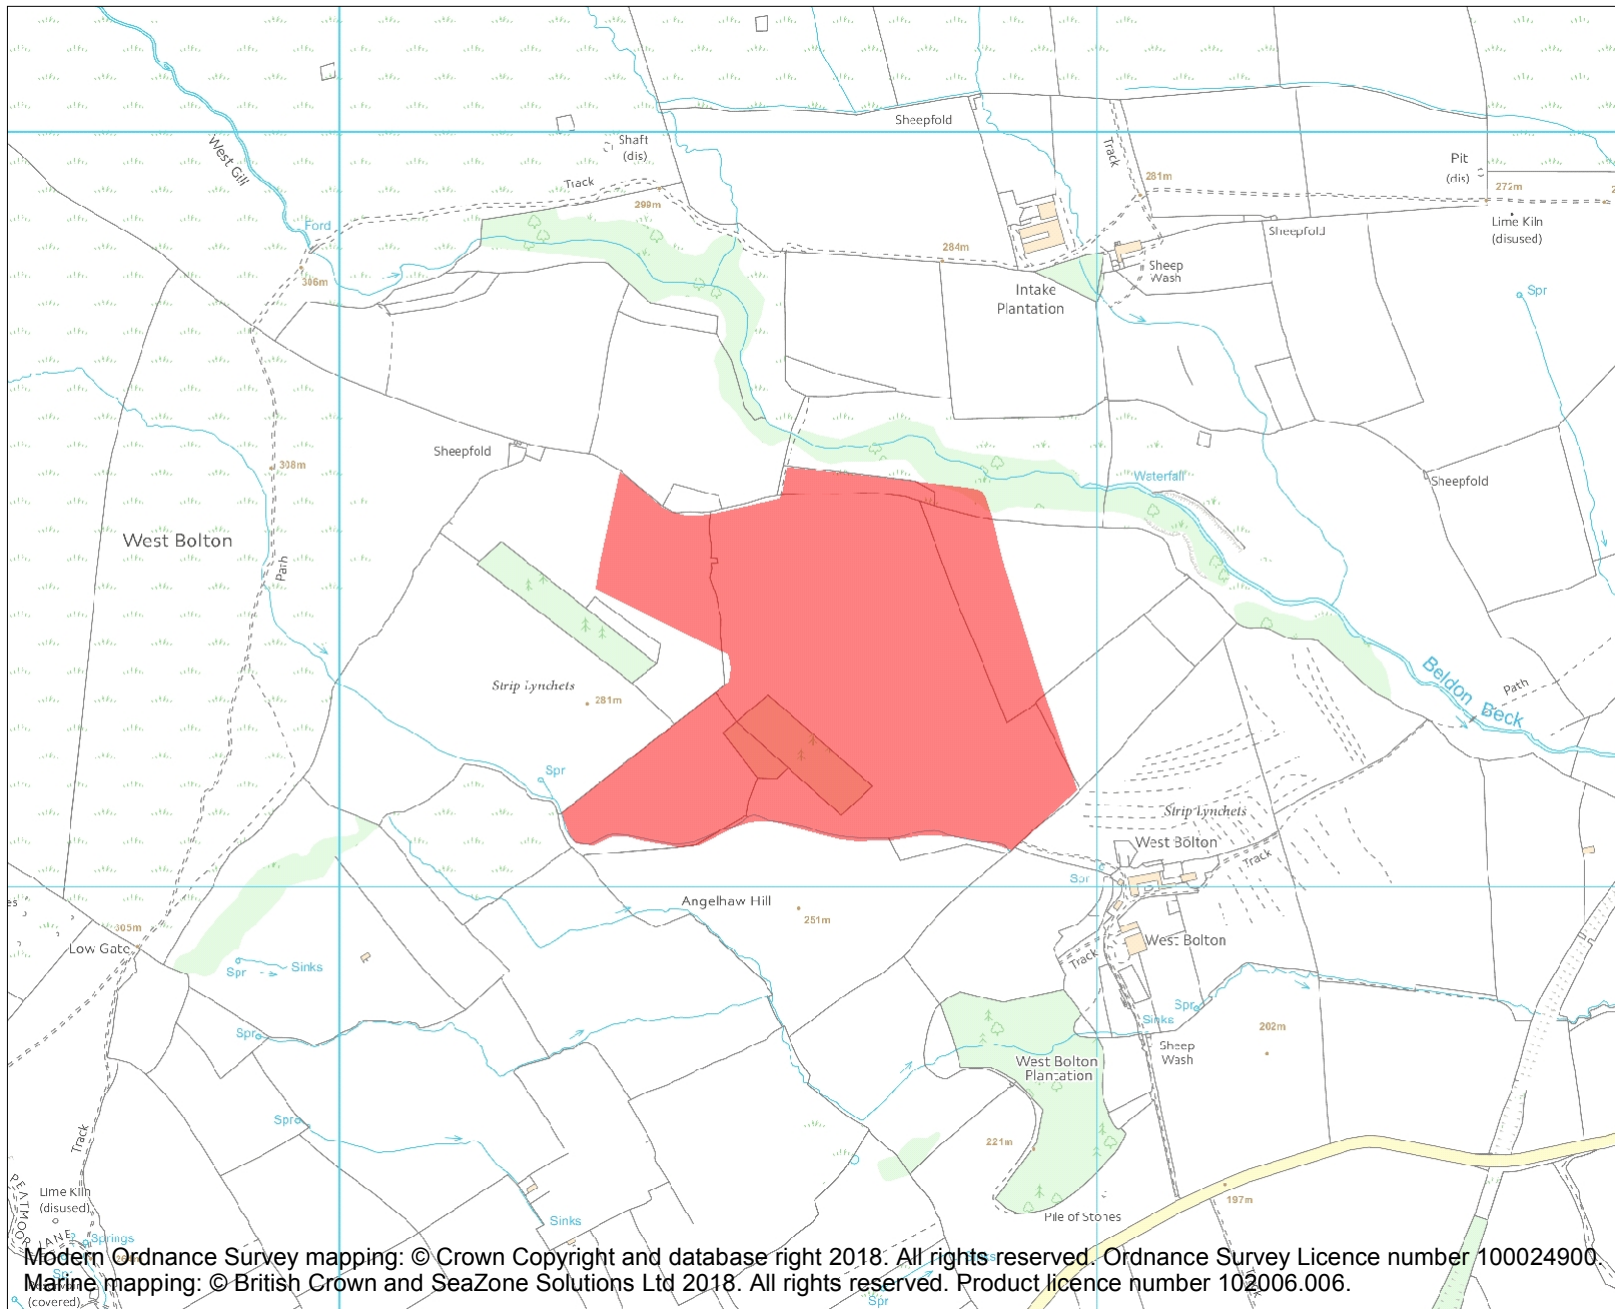 Sheepfold
Shaft
(dis)
West Gill
Track
Track
Pit
(dis)
281m
272m
299m
Ford
Lime Kiln
(disused)
Sheepfold
284m
306m
Sheep
Wash
Intake
Plantation
Spr
Sheepfold
308m
Waterfall
Sheepfold
West Bolton
Path
Strip Lynchets
281m
Beldon Beck
Path
Spr
Strip Lynchets
West Bolton
Track
Spr
Angelhaw Hill
251m
305m
Low Gate
West Bolton
Track
Spr
Sinks
Spr
Sinks
Spr
202m
Sheep
Wash
West Bolton
Plantation
Spr
Track
221m
PEATMOOR LANE
Lime Kiln
(disused)
197m
Pile of Stones
Sinks
Springs
Modern Ordnance Survey mapping: © Crown Copyright and database right 2018. All rights reserved. Ordnance Survey Licence number 100024900.
Marine mapping: © British Crown and SeaZone Solutions Ltd 2018. All rights reserved. Product licence number 102006.006.
(covered)
Spr